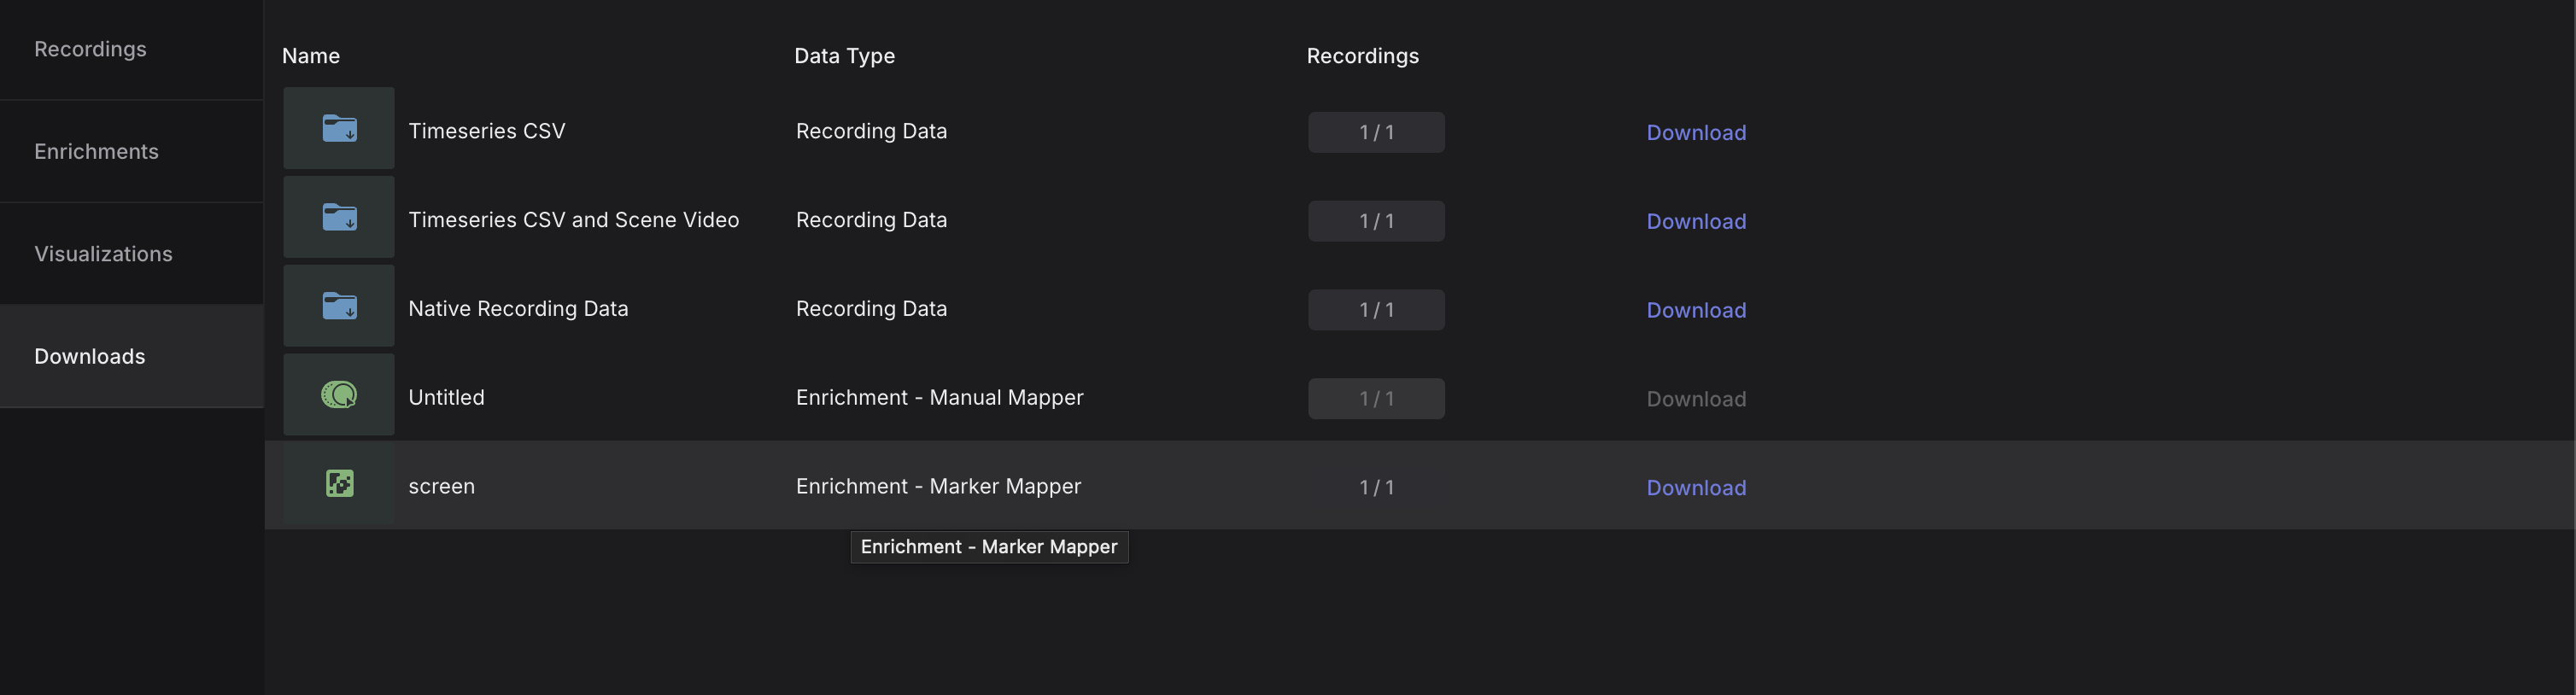 Recordings
Enrichments
Visualizations
Downloads
Name Data Type Recordings
Timeseries CSV Recording Data 1 / 1 Download
Timeseries CSV and Scene Video Recording Data 1 / 1 Download
Native Recording Data Recording Data 1 / 1 Download
Untitled Enrichment - Manual Mapper 1 / 1 Download
screen Enrichment - Marker Mapper 1 / 1 Download
Enrichment - Marker Mapper